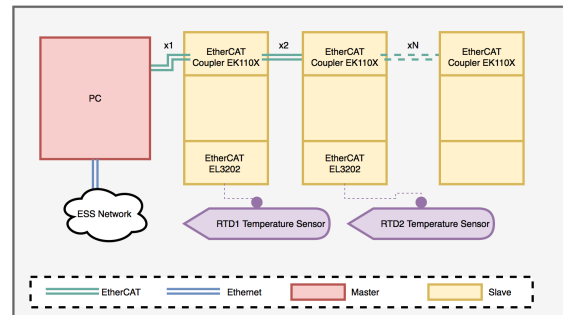 x1
x2
xN
EtherCAT
Coupler EK110X
EtherCAT
Coupler EK110X
EtherCAT
Coupler EK110X
PC
EtherCAT
EL3202
EtherCAT
EL3202
ESS Network
RTD1 Temperature Sensor
RTD2 Temperature Sensor
EtherCAT
Ethernet
Master
Slave